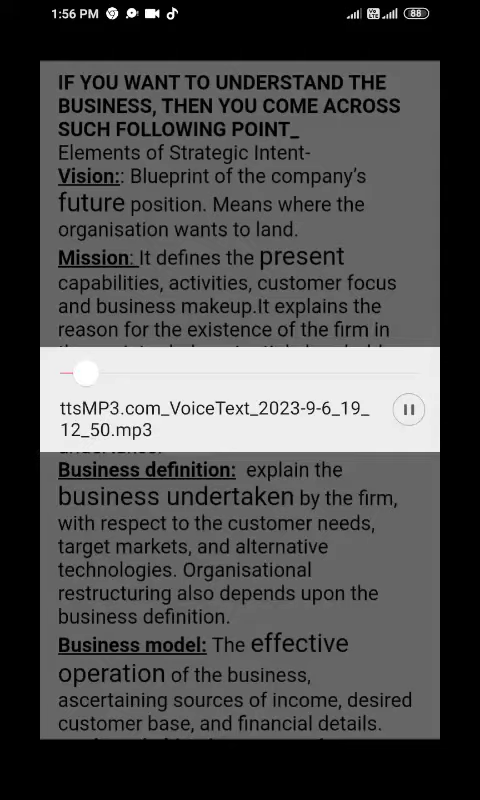 1:56 PM
Vo LTE
88
IF YOU WANT TO UNDERSTAND THE
BUSINESS, THEN YOU COME ACROSS
SUCH FOLLOWING POINT_
Elements of Strategic Intent-
Vision:: Blueprint of the company's
future position. Means where the
organisation wants to land.
Mission: It defines the present
capabilities, activities, customer focus
and business makeup.It explains the
reason for the existence of the firm in
ttsMP3.com_VoiceText_2023-9-6_19_
12_50.mp3
Business definition: explain the
business undertaken by the firm,
with respect to the customer needs,
target markets, and alternative
technologies. Organisational
restructuring also depends upon the
business definition.
Business model: The effective
operation of the business,
ascertaining sources of income, desired
customer base, and financial details.